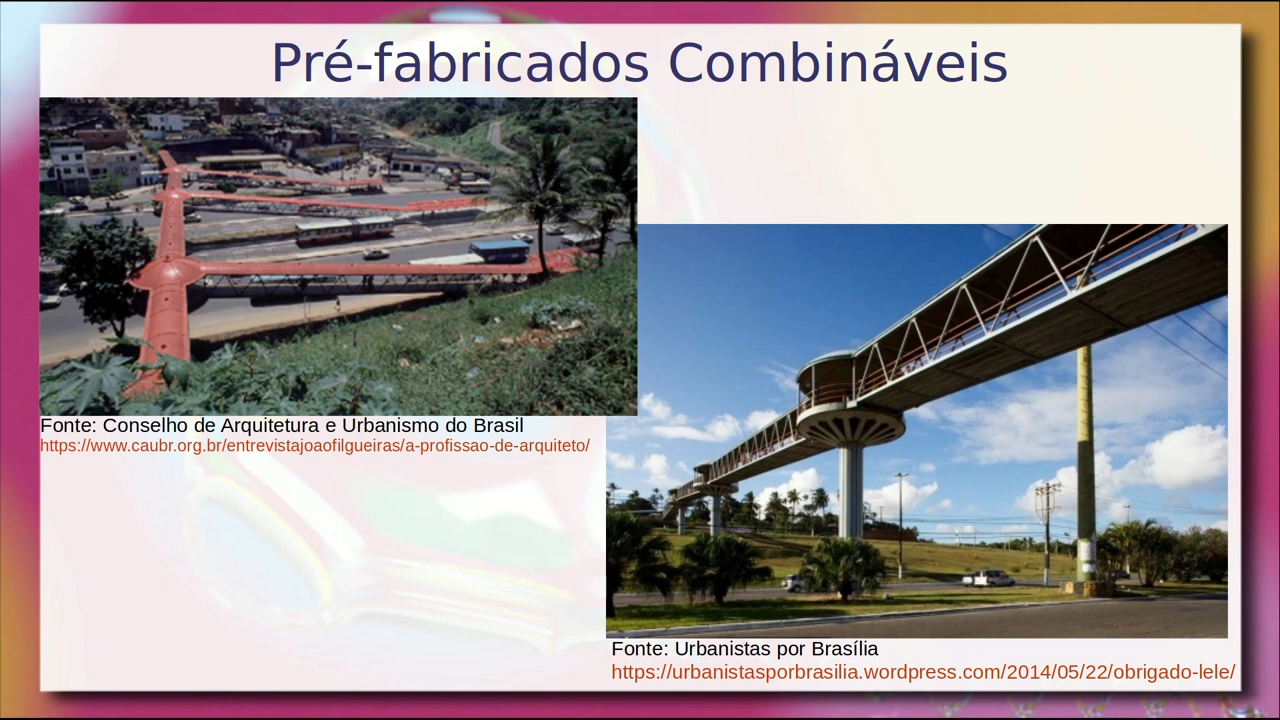 Pré-fabricados Combináveis
Fonte: Conselho de Arquitetura e Urbanismo do Brasil
https://www.caubr.org.br/entrevistajoaofilgueiras/a-profissao-de-arquiteto/
Fonte: Urbanistas por Brasília
https://urbanistasporbrasilia.wordpress.com/2014/05/22/obrigado-lele/